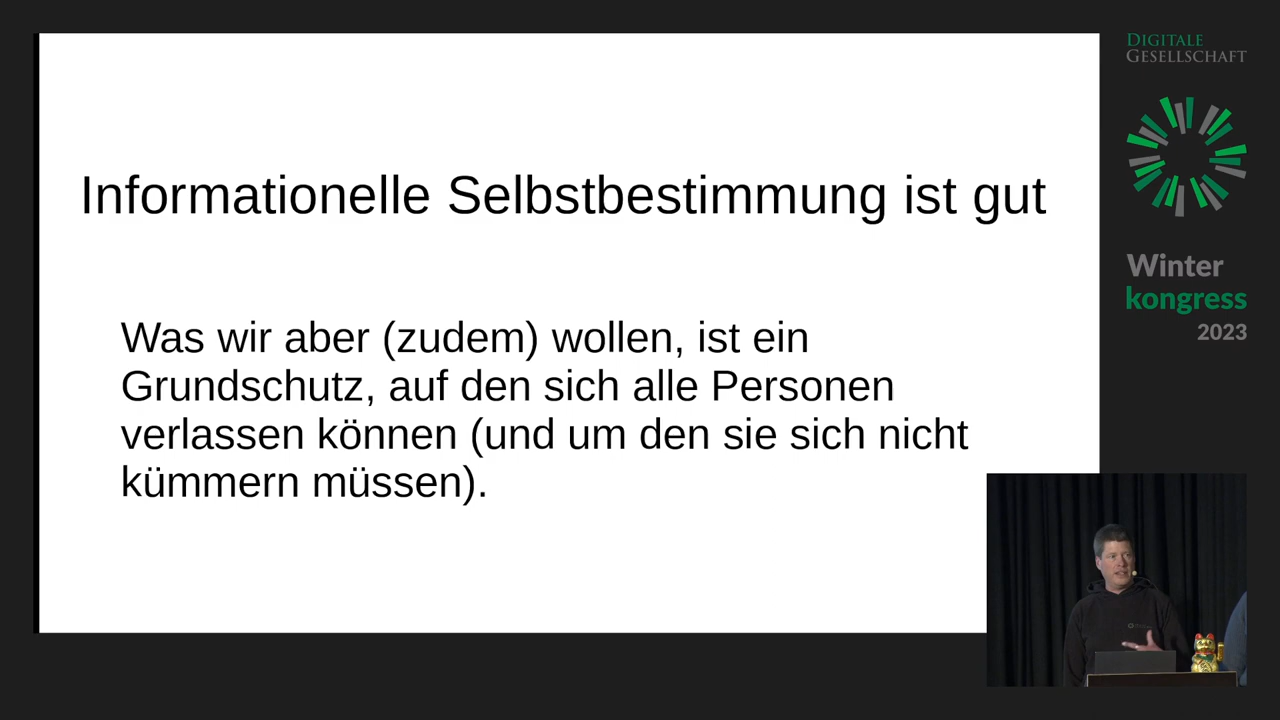 Informationelle Selbstbestimmung ist gut
Was wir aber (zudem) wollen, ist ein
Grundschutz, auf den sich alle Personen
verlassen können (und um den sie sich nicht
kümmern müssen).
DIGITALE
GESELLSCHAFT
Winter
kongress
2023